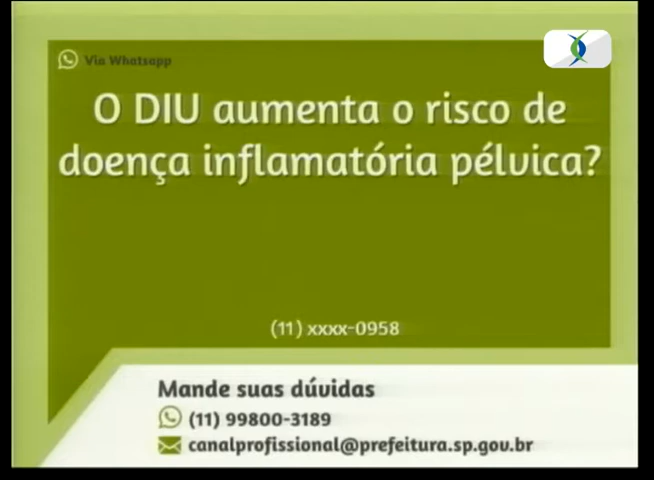 Via Whatsapp
O DIU aumenta o risco de
doença inflamatória pélvica?
(11) xxxx-0958
Mande suas dúvidas
(11) 99800-3189
canalprofissional@prefeitura.sp.gov.br